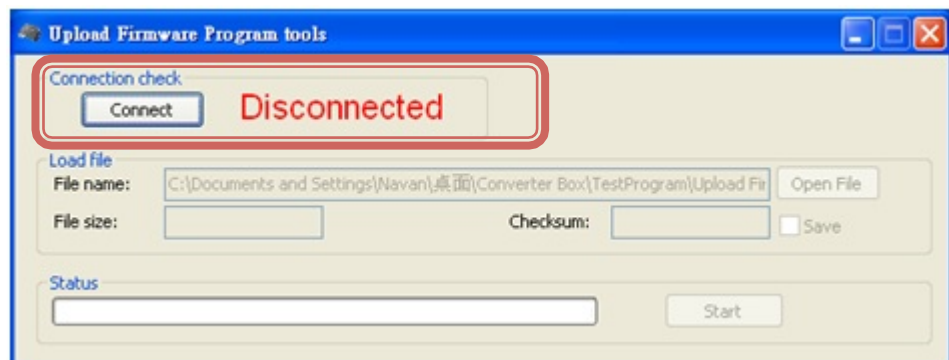 Upload Firmware Program tools
Connection check
Connect Disconnected
Load file
File name: C:\Documents and Settings\Navan\桌面\Converter Box\TestProgram\Upload Fir Open File
File size: Checksum: Save
Status
Start